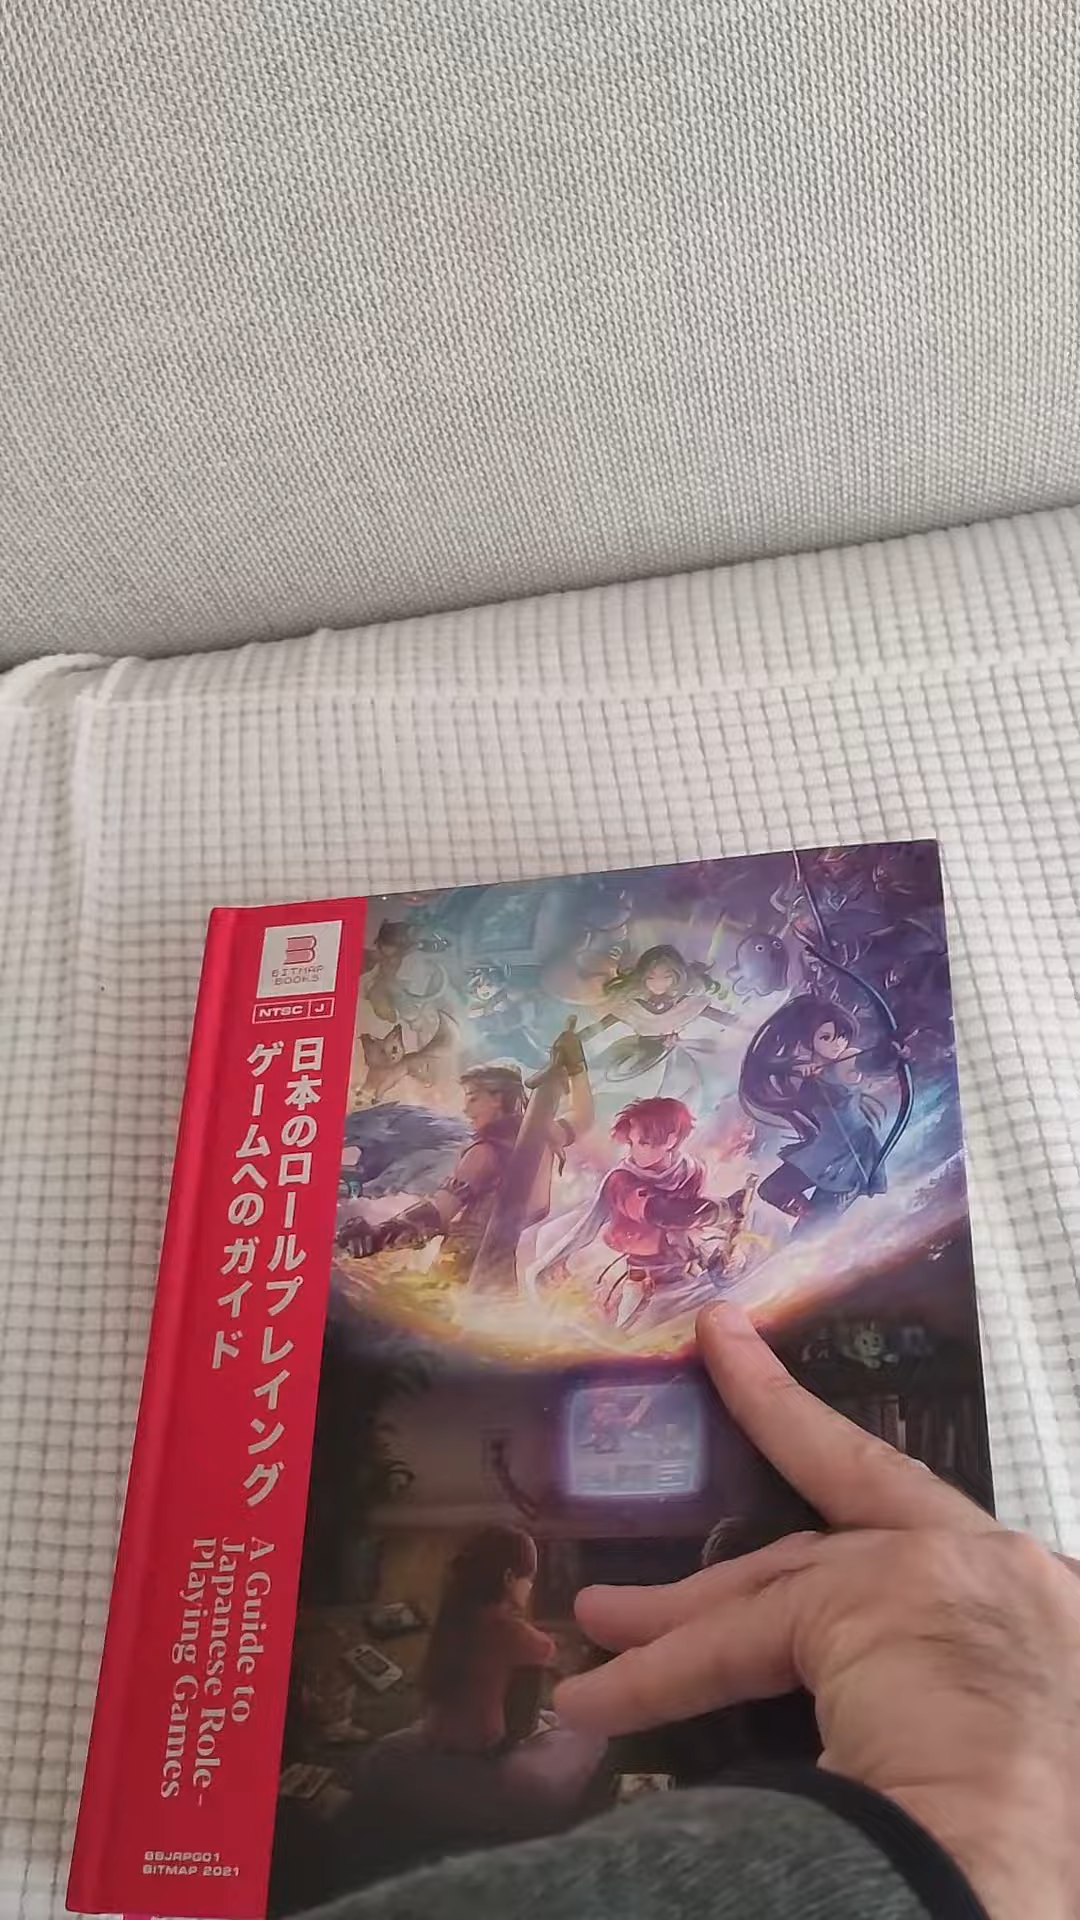 BITMAP
BOOKS
NTSC J
日本のロールプレイング
ゲームへのガイド
A Guide to
Japanese Role-
Playing Games
BBJRPG01
BITMAP 2021